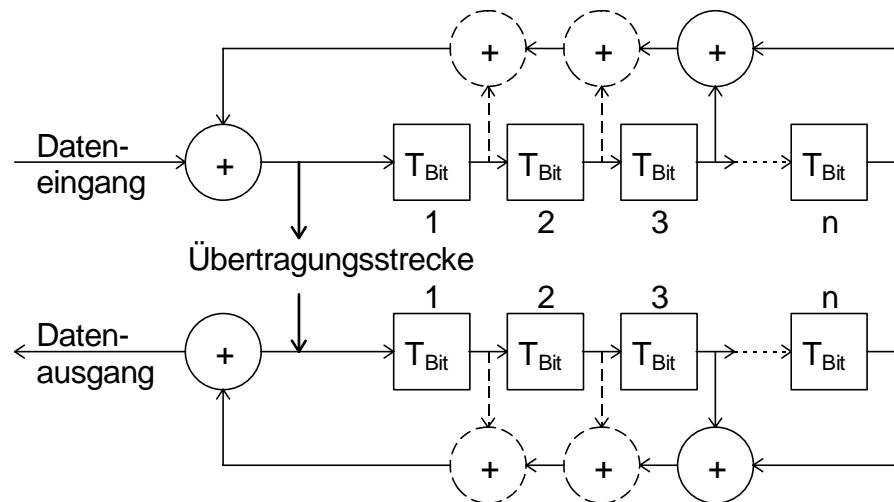 + + +
Daten-
eingang
+
T_Bit T_Bit T_Bit T_Bit
1 2 3 n
Übertragungsstrecke
1 2 3 n
Daten-
ausgang
+
T_Bit T_Bit T_Bit T_Bit
+ + +